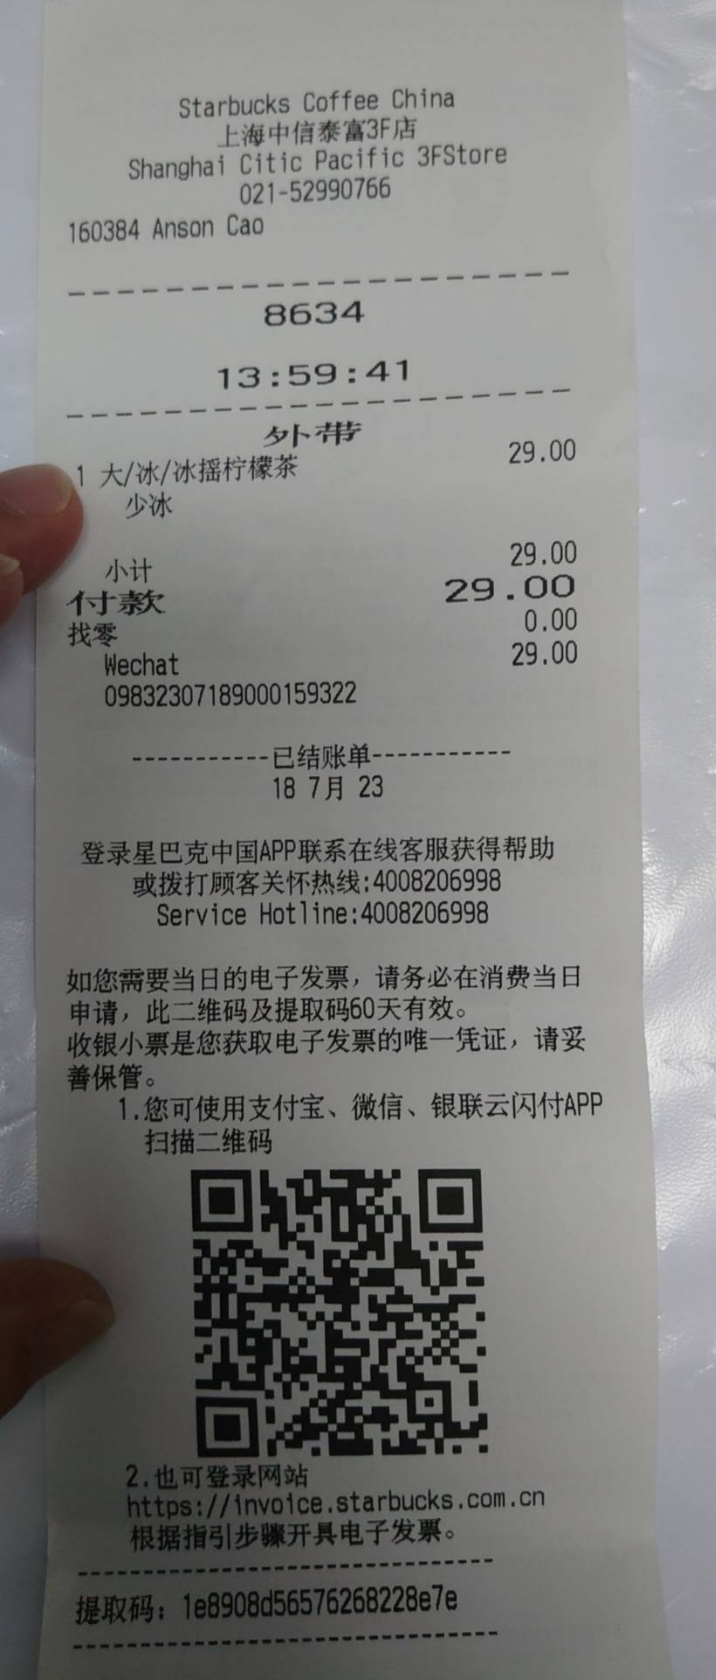 Starbucks Coffee China
上海中信泰富3F店
Shanghai Citic Pacific 3FStore
021-52990766
160384 Anson Cao
8634
13:59:41
外带
1 大/冰/冰摇柠檬茶 29.00
少冰
小计 29.00
付款 29.00
找零 0.00
Wechat 29.00
09832307189000159322
-----------已结账单-----------
18 7月 23
登录星巴克中国APP联系在线客服获得帮助
或拨打顾客关怀热线:4008206998
Service Hotline:4008206998
如您需要当日的电子发票，请务必在消费当日
申请，此二维码及提取码60天有效。
收银小票是您获取电子发票的唯一凭证，请妥
善保管。
1.您可使用支付宝、微信、银联云闪付APP
扫描二维码
2.也可登录网站
https://invoice.starbucks.com.cn
根据指引步骤开具电子发票。
提取码：1e8908d56576268228e7e